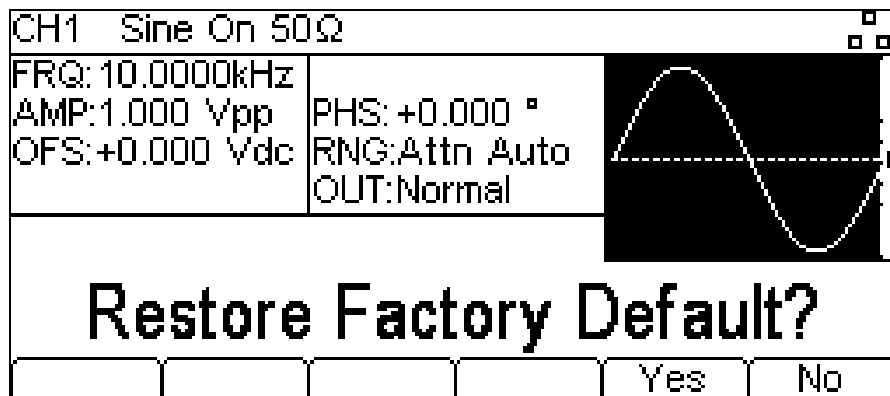 CH1 Sine On 50Ω
FRQ:10.0000kHz
AMP:1.000 Vpp
OFS:+0.000 Vdc
PHS:+0.000 °
RNG:Attn Auto
OUT:Normal
Restore Factory Default?
Yes No